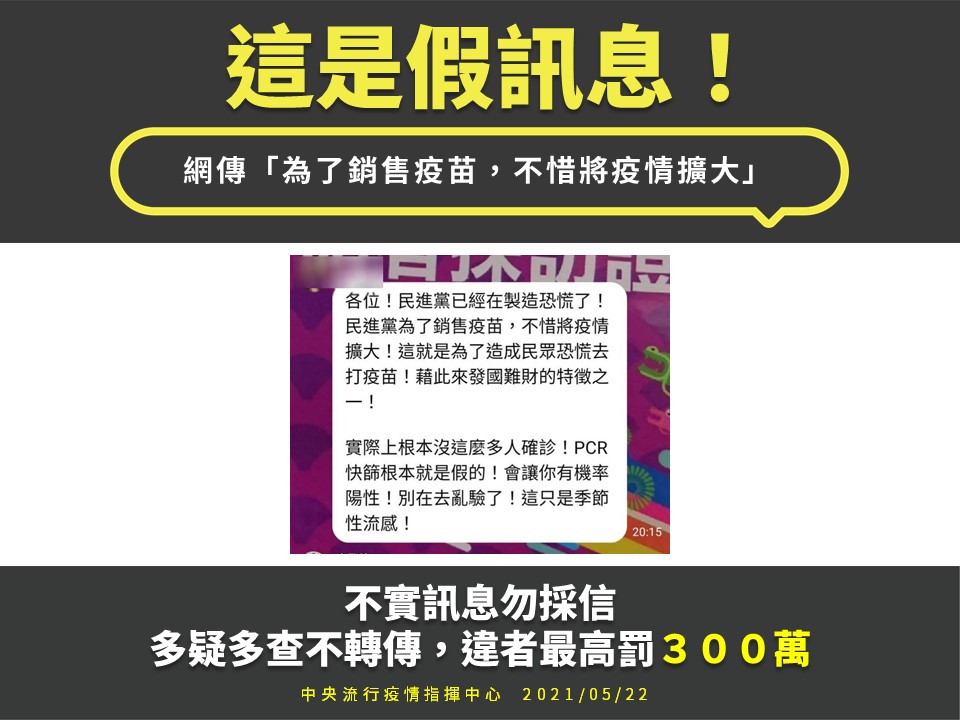 這是假訊息！
網傳「為了銷售疫苗，不惜將疫情擴大」
各位！民進黨已經在製造恐慌了！
民進黨為了銷售疫苗，不惜將疫情
擴大！這就是為了造成民眾恐慌去
打疫苗！藉此來發國難財的特徵之
一！
實際上根本沒這麼多人確診！PCR
快篩根本就是假的！會讓你有機率
陽性！別在去亂驗了！這只是季節
性流感！
20:15
不實訊息勿採信
多疑多查不轉傳，違者最高罰３００萬
中央流行疫情指揮中心 2021/05/22